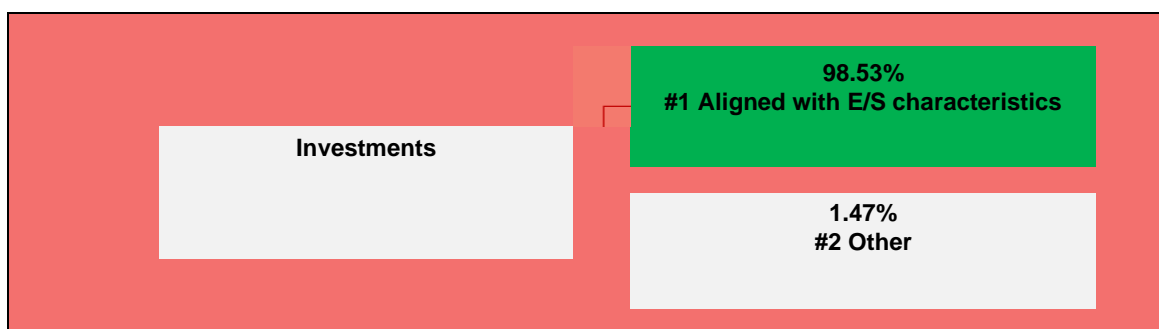 98.53%
#1 Aligned with E/S characteristics
Investments
1.47%
#2 Other